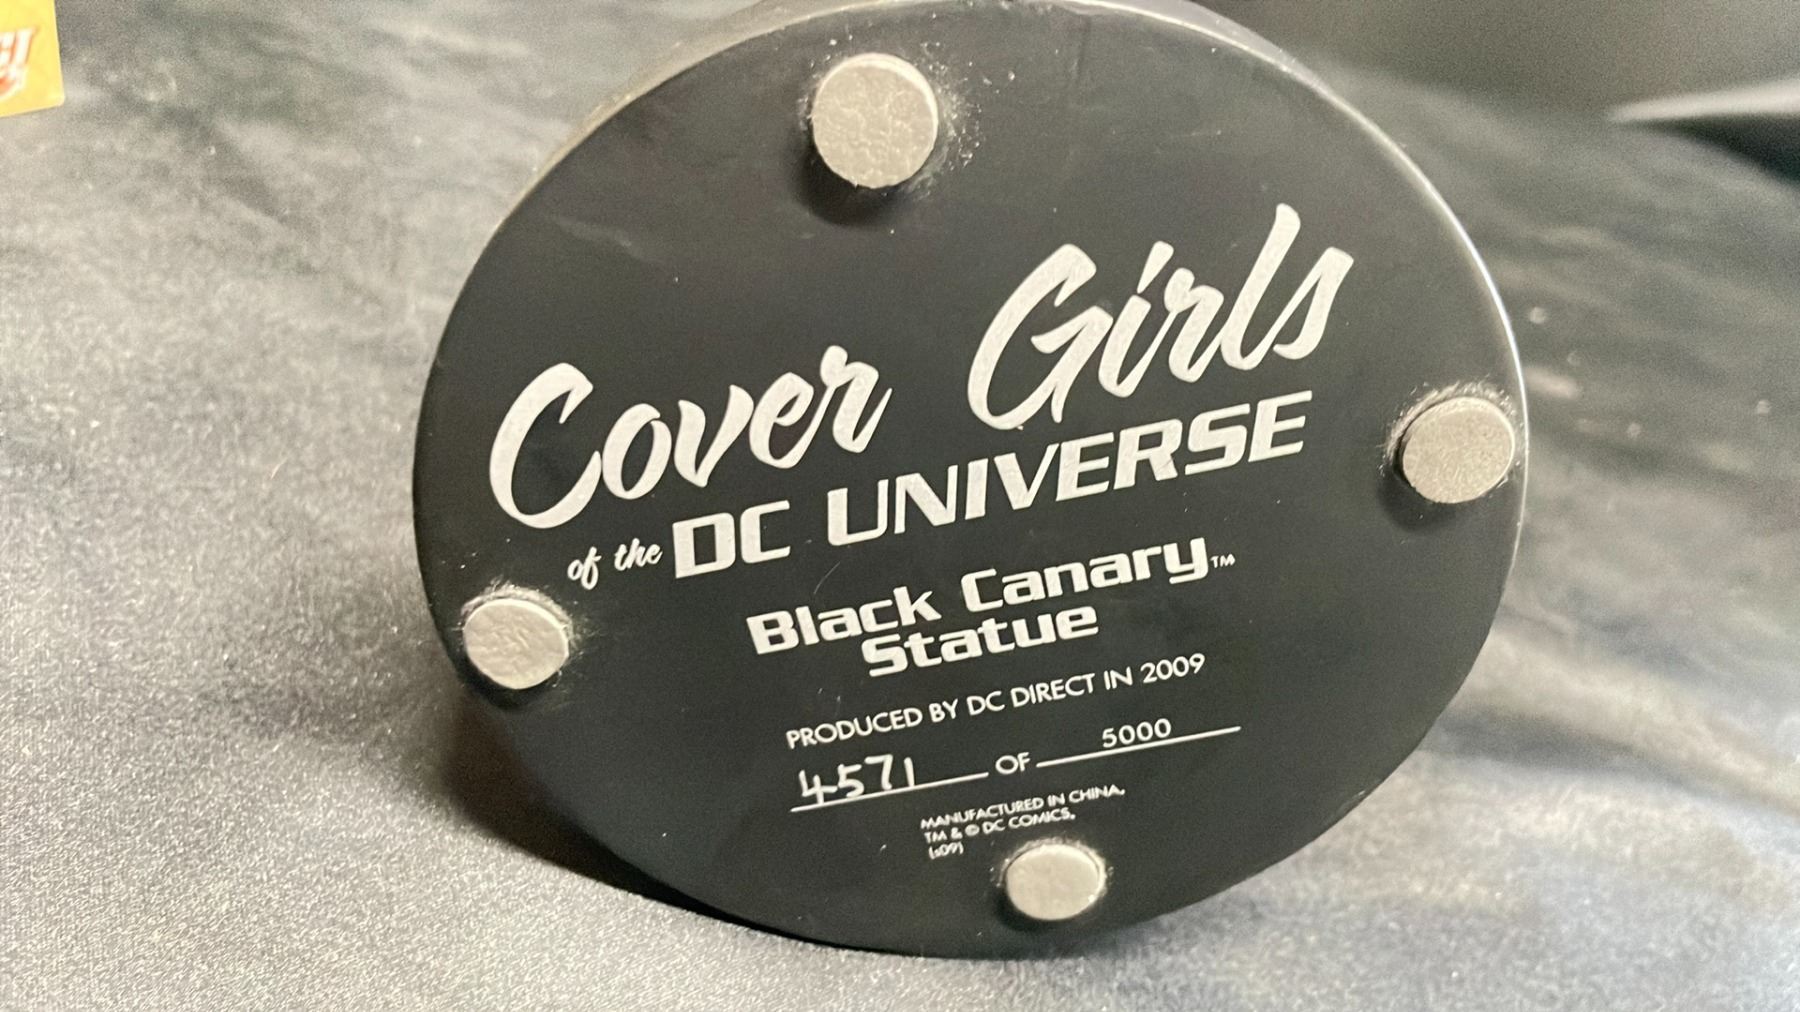 Cover Girls
of the DC UNIVERSE
Black Canary™
Statue
PRODUCED BY DC DIRECT IN 2009
4571 OF 5000
MANUFACTURED IN CHINA.
TM & © DC COMICS.
(s09)